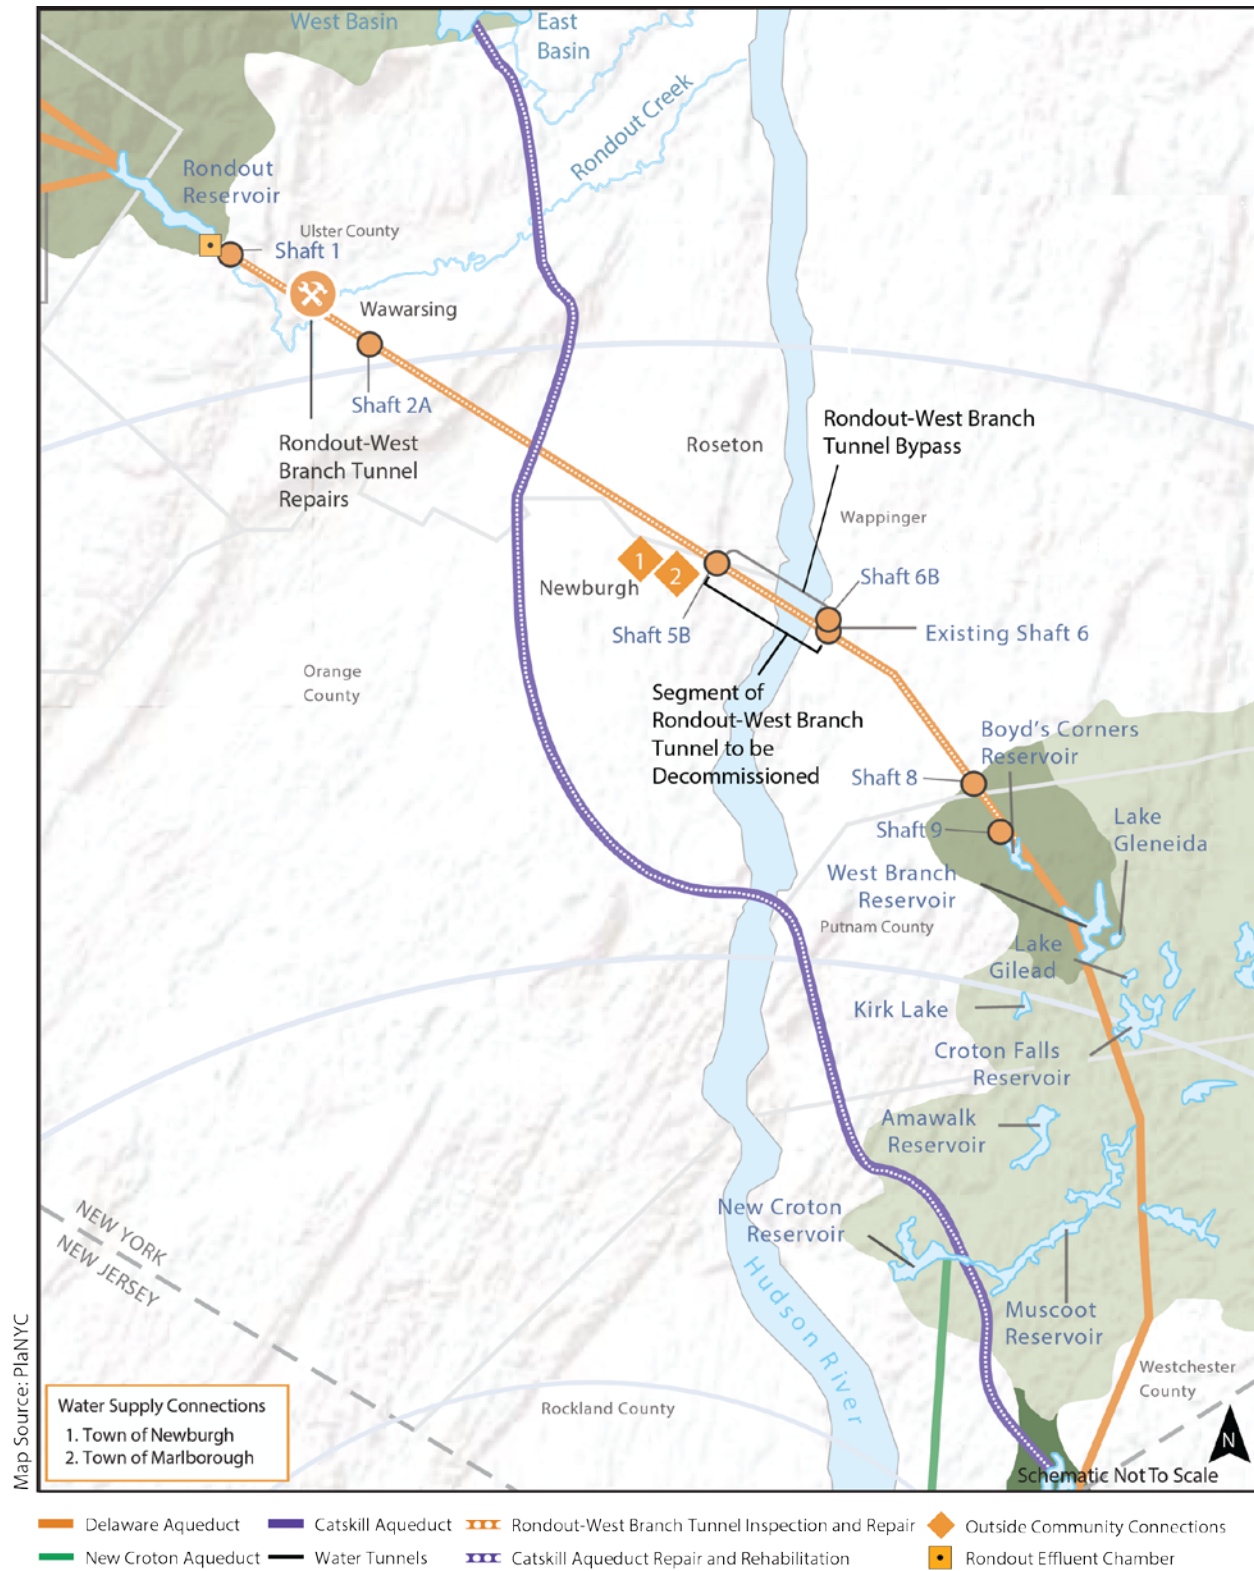 West Basin
East
Basin
Rondout Creek
Rondout
Reservoir
Ulster County
Shaft 1
Wawarsing
Shaft 2A
Rondout-West
Branch Tunnel
Repairs
Roseton
Rondout-West Branch
Tunnel Bypass
Wappinger
1
2
Newburgh
Shaft 6B
Shaft 5B
Existing Shaft 6
Orange
County
Segment of
Rondout-West Branch
Tunnel to be
Decommissioned
Boyd's Corners
Reservoir
Shaft 8
Shaft 9
Lake
Gleneida
West Branch
Reservoir
Putnam County
Lake
Gilead
Kirk Lake
Croton Falls
Reservoir
Amawalk
Reservoir
New Croton
Reservoir
NEW YORK
NEW JERSEY
Hudson River
Muscoot
Reservoir
Westchester
County
Rockland County
Map Source: PlaNYC
Water Supply Connections
1. Town of Newburgh
2. Town of Marlborough
N
Schematic Not To Scale
Delaware Aqueduct
Catskill Aqueduct
Rondout-West Branch Tunnel Inspection and Repair
Outside Community Connections
New Croton Aqueduct
Water Tunnels
Catskill Aqueduct Repair and Rehabilitation
Rondout Effluent Chamber